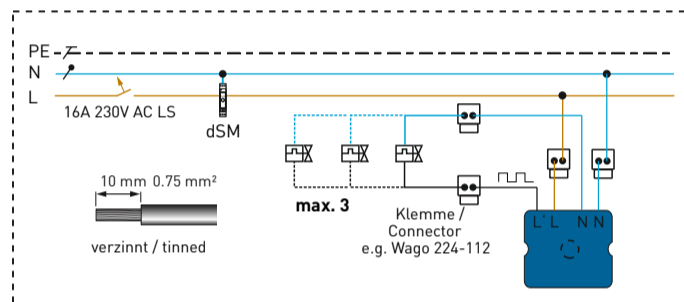 PE
N
L
16A 230V AC LS
dSM
10 mm 0.75 mm²
verzinnt / tinned
max. 3
Klemme /
Connector
e.g. Wago 224-112
L' L N N